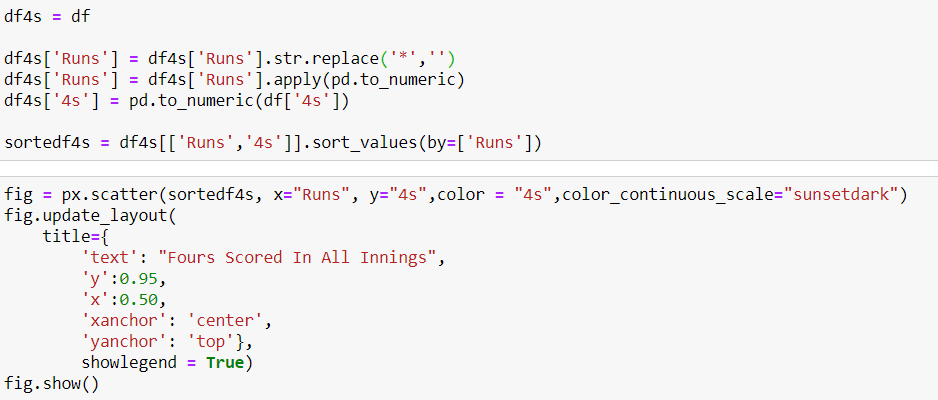 df4s = df
df4s['Runs'] = df4s['Runs'].str.replace('*','')
df4s['Runs'] = df4s['Runs'].apply(pd.to_numeric)
df4s['4s'] = pd.to_numeric(df['4s'])
sortedf4s = df4s[['Runs','4s']].sort_values(by=['Runs'])
fig = px.scatter(sortedf4s, x="Runs", y="4s",color = "4s",color_continuous_scale="sunsetdark")
fig.update_layout(
    title={
        'text': "Fours Scored In All Innings",
        'y':0.95,
        'x':0.50,
        'xanchor': 'center',
        'yanchor': 'top'},
        showlegend = True)
fig.show()